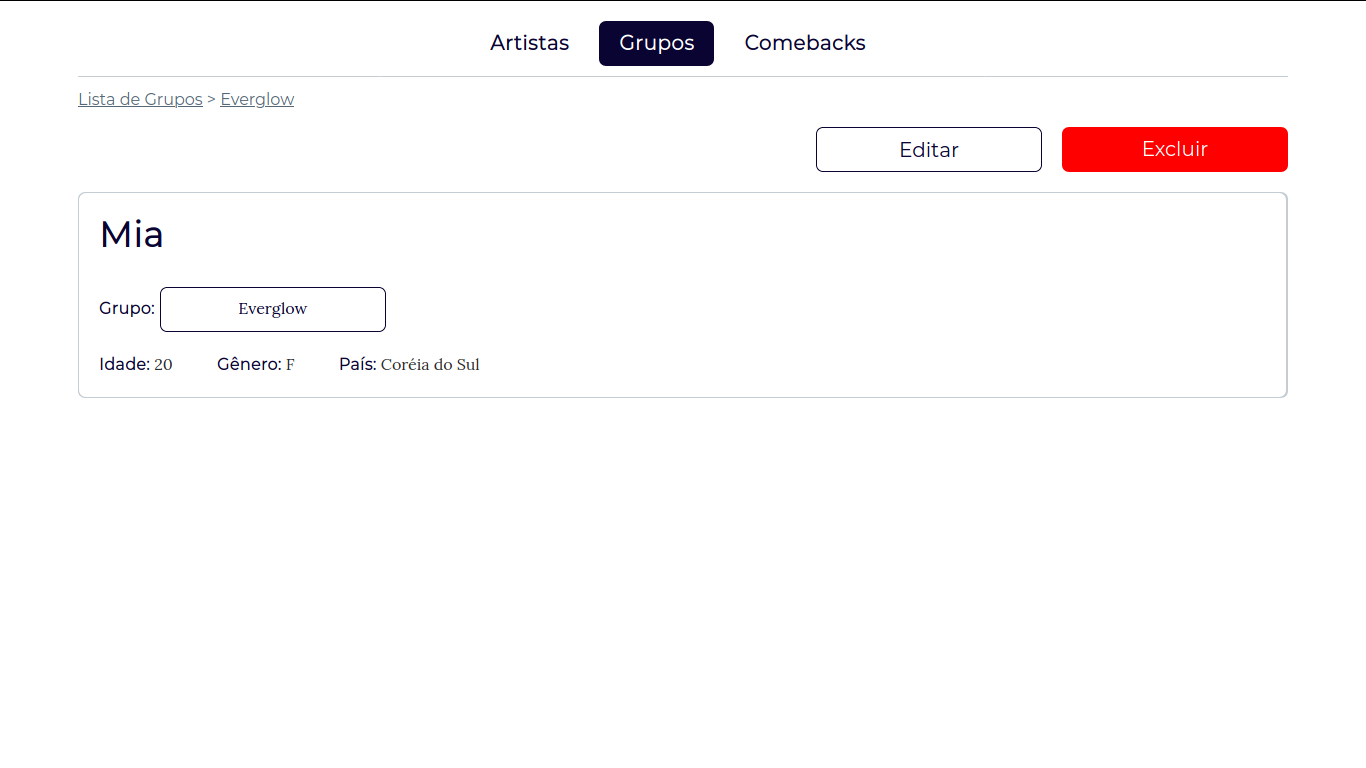 Artistas Grupos Comebacks
Lista de Grupos > Everglow
Editar Excluir
Mia
Grupo: Everglow
Idade: 20 Gênero: F País: Coréia do Sul